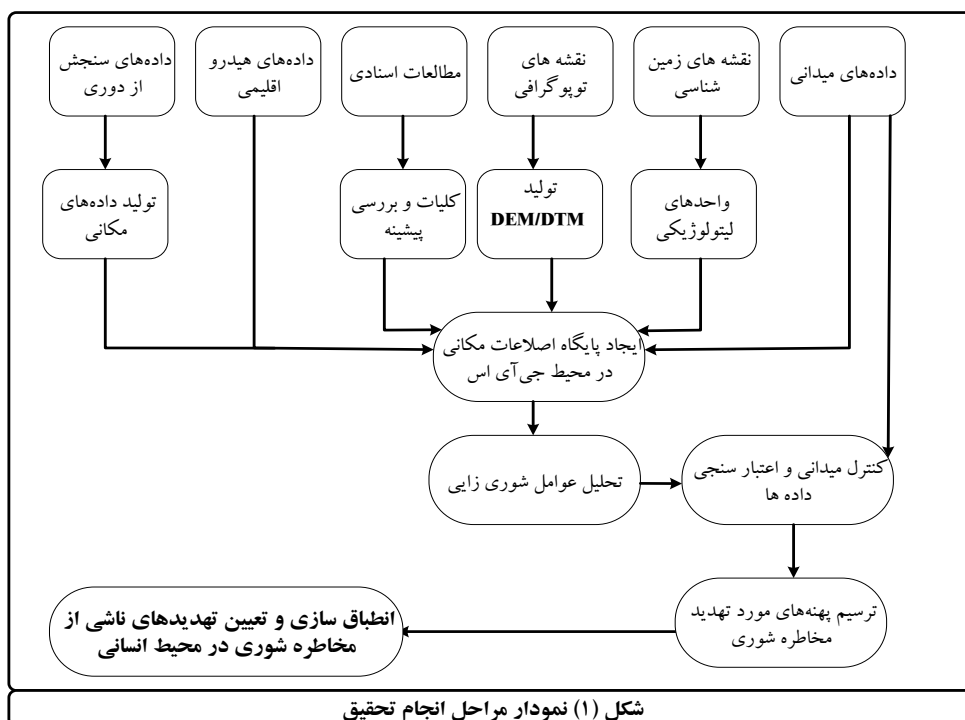 داده‌های میدانی
نقشه های زمین
شناسی
نقشه های
توپوگرافی
مطالعات اسنادی
داده‌های هیدرو
اقلیمی
داده‌های سنجش
از دوری
واحدهای
لیتولوژیکی
تولید
DEM/DTM
کلیات و بررسی
پیشینه
تولید داده‌های
مکانی
ایجاد پایگاه اصلاعات مکانی
در محیط جی‌آی اس
کنترل میدانی و اعتبار سنجی
داده ها
تحلیل عوامل شوری زایی
ترسیم پهنه‌های مورد تهدید
مخاطره شوری
انطباق سازی و تعیین تهدیدهای ناشی از
مخاطره شوری در محیط انسانی
شکل (۱) نمودار مراحل انجام تحقیق